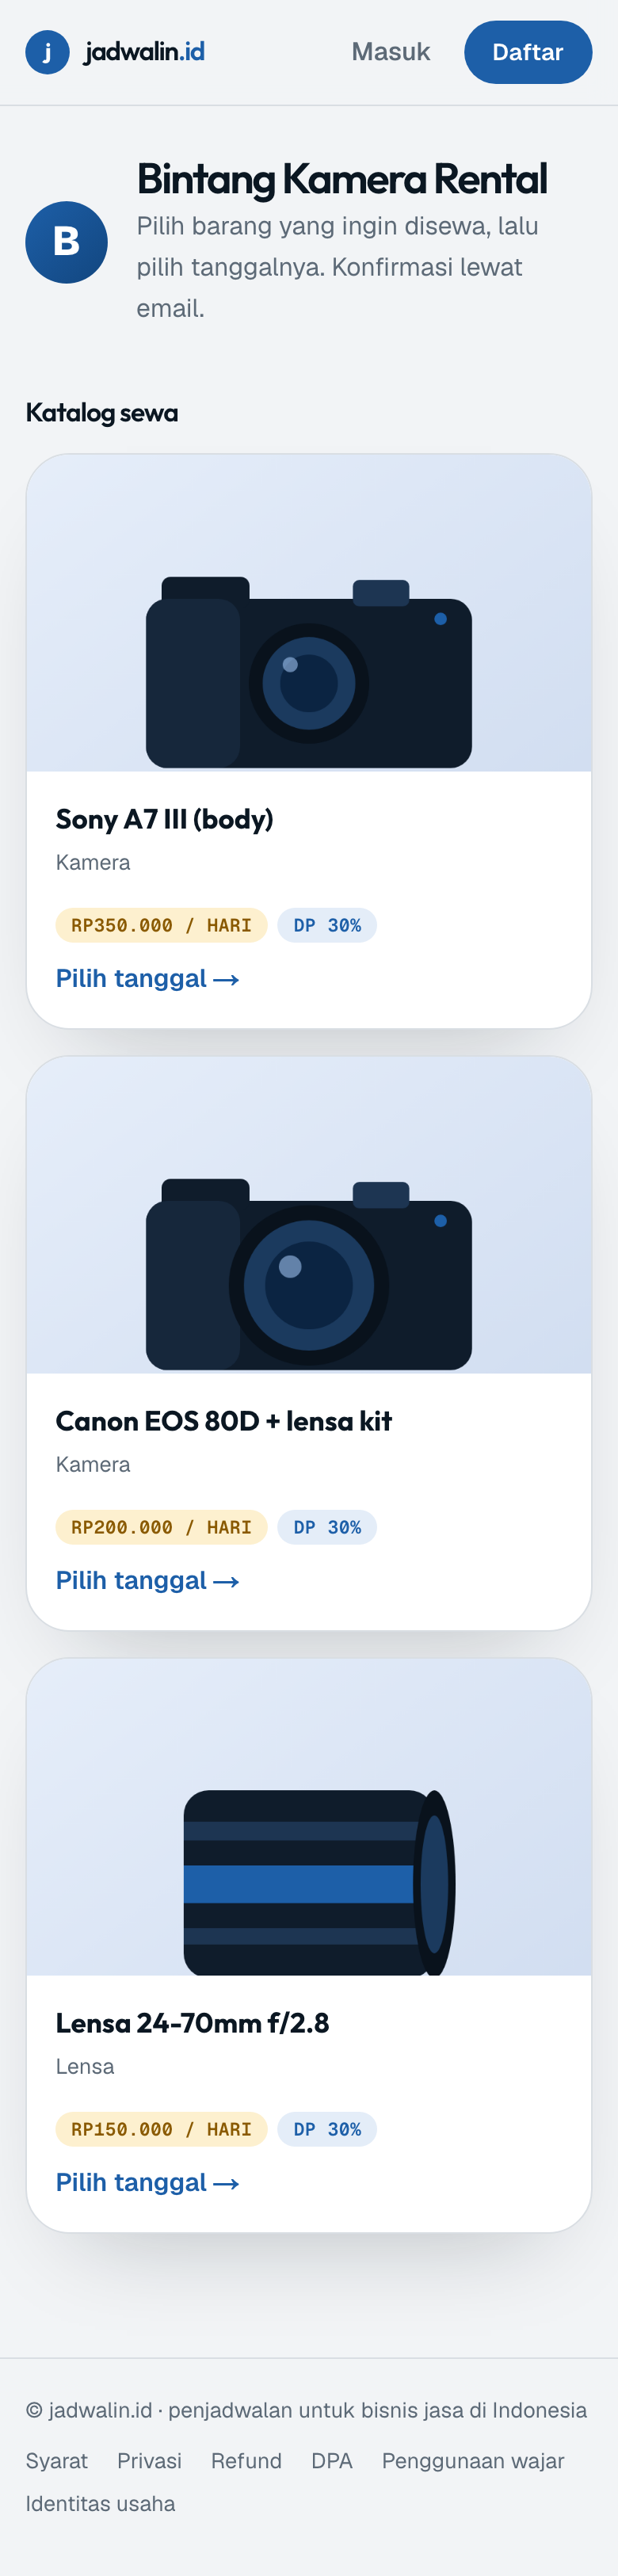 j jadwalin.id Masuk Daftar
B
Bintang Kamera Rental
Pilih barang yang ingin disewa, lalu
pilih tanggalnya. Konfirmasi lewat
email.
Katalog sewa
Sony A7 III (body)
Kamera
RP350.000 / HARI DP 30%
Pilih tanggal →
Canon EOS 80D + lensa kit
Kamera
RP200.000 / HARI DP 30%
Pilih tanggal →
Lensa 24-70mm f/2.8
Lensa
RP150.000 / HARI DP 30%
Pilih tanggal →
© jadwalin.id · penjadwalan untuk bisnis jasa di Indonesia
Syarat Privasi Refund DPA Penggunaan wajar
Identitas usaha